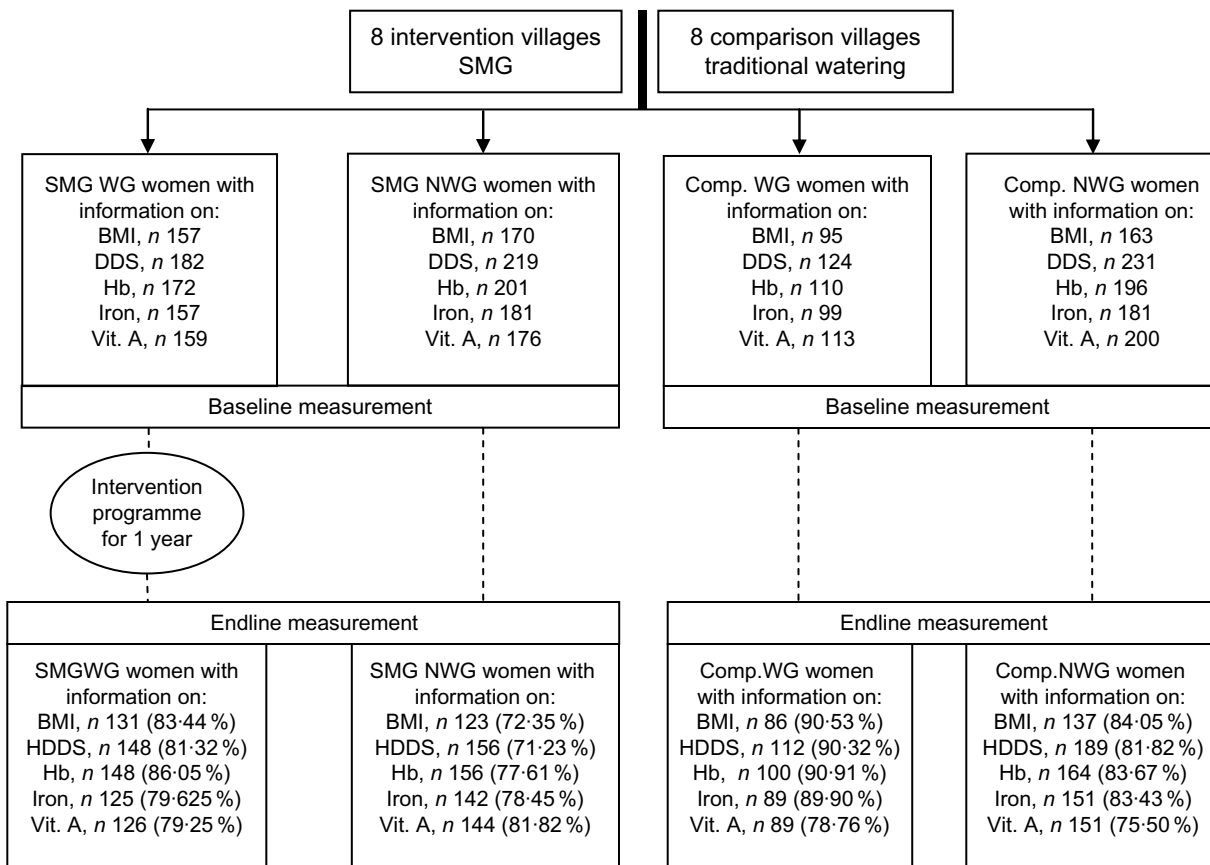 8 intervention villages
SMG
8 comparison villages
traditional watering
SMG WG women with
information on:
BMI, n 157
DDS, n 182
Hb, n 172
Iron, n 157
Vit. A, n 159
SMG NWG women with
information on:
BMI, n 170
DDS, n 219
Hb, n 201
Iron, n 181
Vit. A, n 176
Comp. WG women with
information on:
BMI, n 95
DDS, n 124
Hb, n 110
Iron, n 99
Vit. A, n 113
Comp. NWG women
with information on:
BMI, n 163
DDS, n 231
Hb, n 196
Iron, n 181
Vit. A, n 200
Baseline measurement
Baseline measurement
Intervention
programme
for 1 year
Endline measurement
Endline measurement
SMGWG women with
information on:
BMI, n 131 (83·44 %)
HDDS, n 148 (81·32 %)
Hb, n 148 (86·05 %)
Iron, n 125 (79·625 %)
Vit. A, n 126 (79·25 %)
SMG NWG women with
information on:
BMI, n 123 (72·35 %)
HDDS, n 156 (71·23 %)
Hb, n 156 (77·61 %)
Iron, n 142 (78·45 %)
Vit. A, n 144 (81·82 %)
Comp.WG women
with information on:
BMI, n 86 (90·53 %)
HDDS, n 112 (90·32 %)
Hb, n 100 (90·91 %)
Iron, n 89 (89·90 %)
Vit. A, n 89 (78·76 %)
Comp.NWG women
with information on:
BMI, n 137 (84·05 %)
HDDS, n 189 (81·82 %)
Hb, n 164 (83·67 %)
Iron, n 151 (83·43 %)
Vit. A, n 151 (75·50 %)